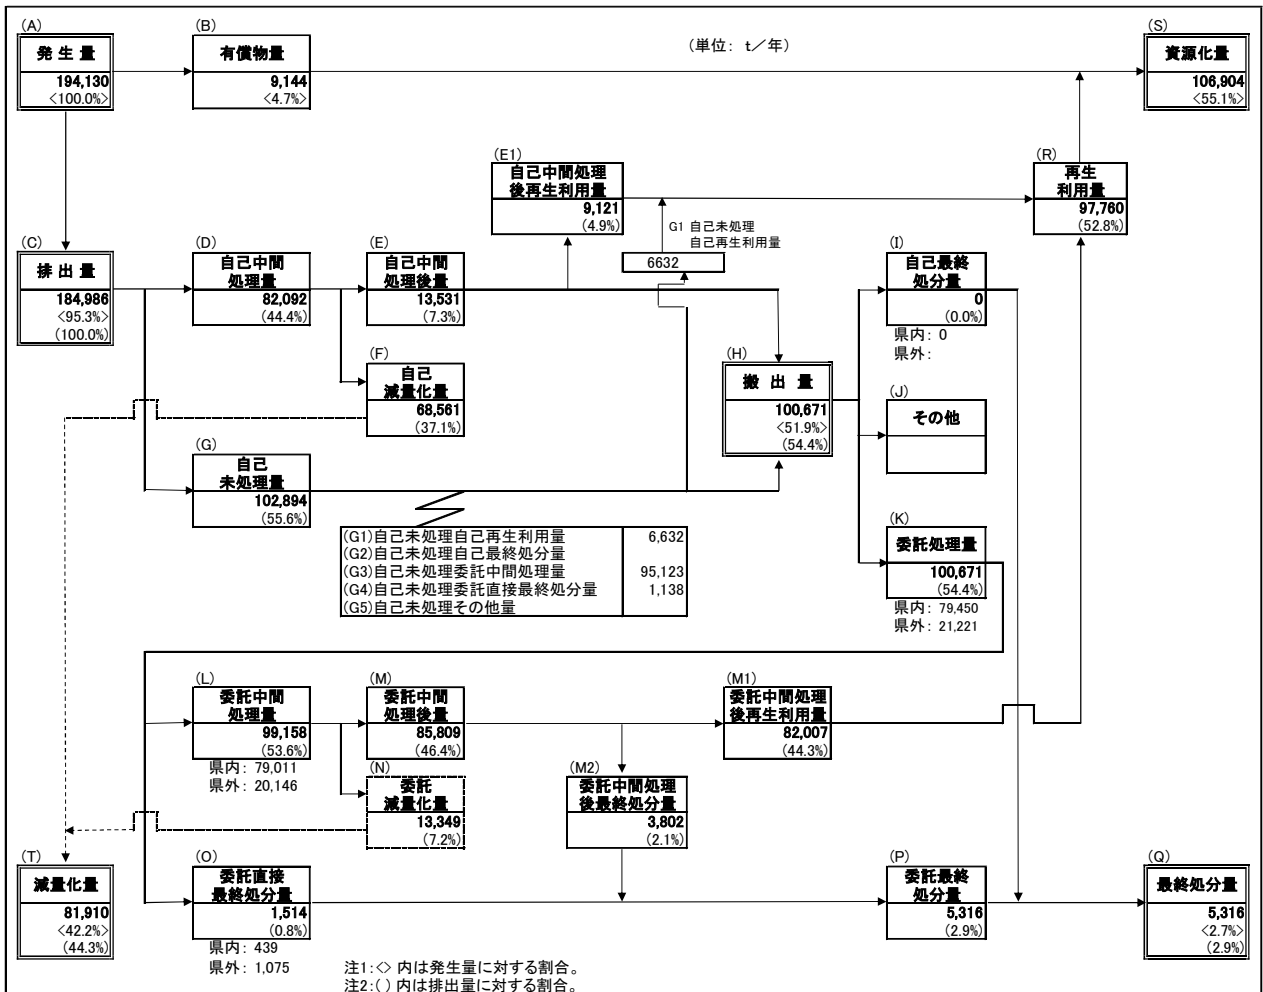 (A)
発 生 量
194,130
<100.0%>
(B)
有償物量
9,144
<4.7%>
(単位: t/年)
(S)
資源化量
106,904
<55.1%>
(E1)
自己中間処理
後再生利用量
9,121
(4.9%)
(R)
再生
利用量
97,760
(52.8%)
G1 自己未処理
自己再生利用量
6632
(C)
排 出 量
184,986
<95.3%>
(100.0%)
(D)
自己中間
処理量
82,092
(44.4%)
(E)
自己中間
処理後量
13,531
(7.3%)
(I)
自己最終
処分量
0
(0.0%)
県内: 0
県外:
(F)
自己
減量化量
68,561
(37.1%)
(H)
搬 出 量
100,671
<51.9%>
(54.4%)
(J)
その他
(G)
自己
未処理量
102,894
(55.6%)
(G1)自己未処理自己再生利用量 6,632
(G2)自己未処理自己最終処分量
(G3)自己未処理委託中間処理量 95,123
(G4)自己未処理委託直接最終処分量 1,138
(G5)自己未処理その他量
(K)
委託処理量
100,671
(54.4%)
県内: 79,450
県外: 21,221
(L)
委託中間
処理量
99,158
(53.6%)
県内: 79,011
県外: 20,146
(M)
委託中間
処理後量
85,809
(46.4%)
(M1)
委託中間処理
後再生利用量
82,007
(44.3%)
(N)
委託
減量化量
13,349
(7.2%)
(M2)
委託中間処理
後最終処分量
3,802
(2.1%)
(T)
減量化量
81,910
<42.2%>
(44.3%)
(O)
委託直接
最終処分量
1,514
(0.8%)
県内: 439
県外: 1,075
(P)
委託最終
処分量
5,316
(2.9%)
(Q)
最終処分量
5,316
<2.7%>
(2.9%)
注1:<> 内は発生量に対する割合。
注2:( ) 内は排出量に対する割合。